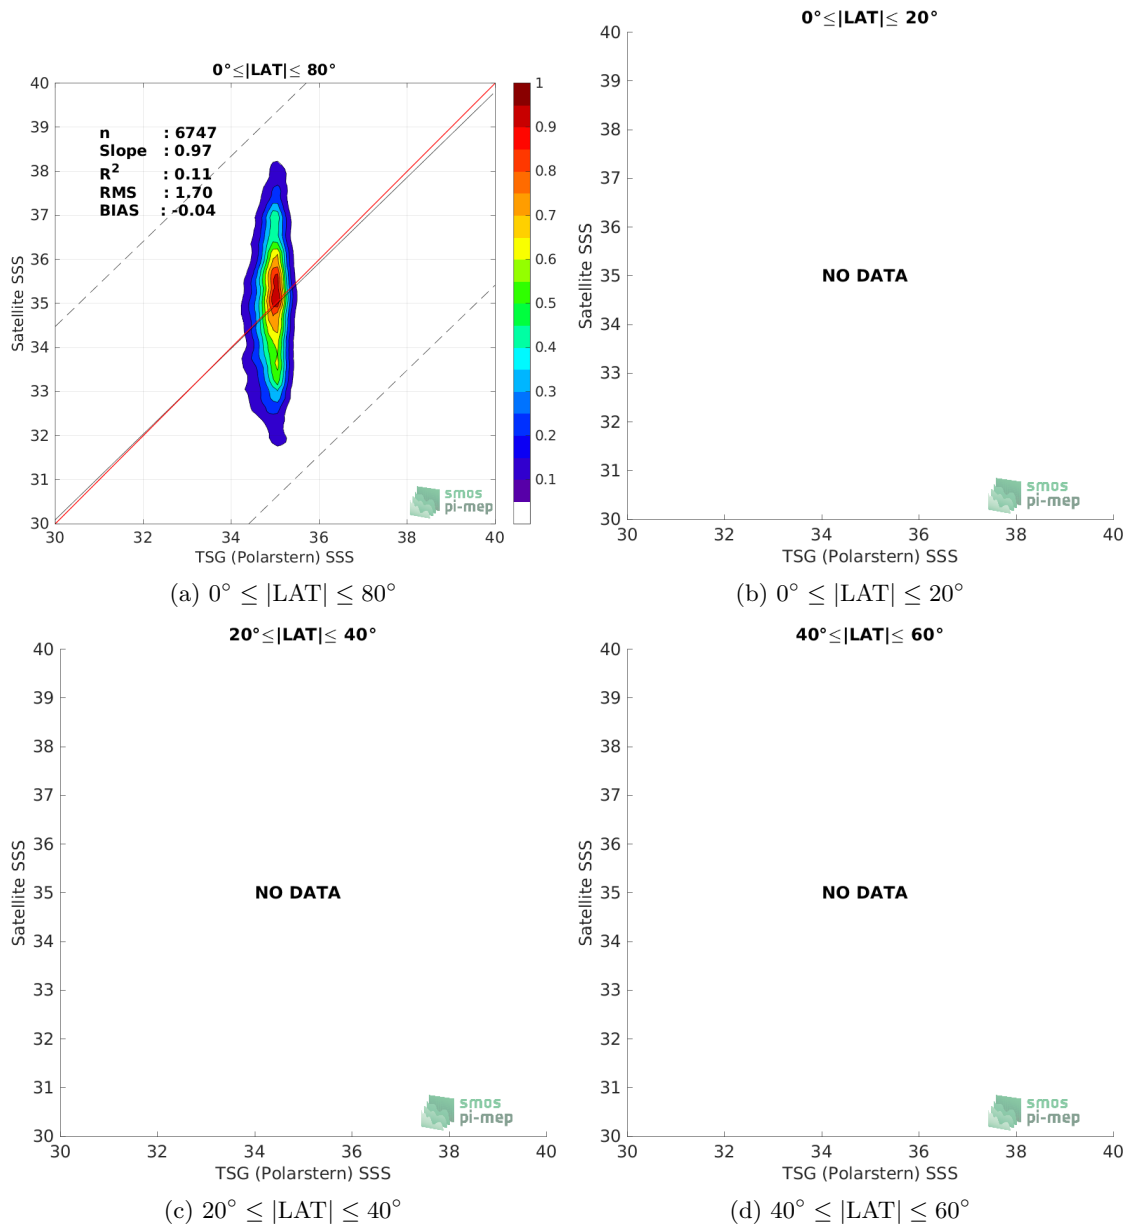 0°≤|LAT|≤ 80°
40
39
38
37
36
35
34
33
32
31
30
Satellite SSS
n : 6747
Slope : 0.97
R² : 0.11
RMS : 1.70
BIAS : -0.04
1
0.9
0.8
0.7
0.6
0.5
0.4
0.3
0.2
0.1
smos
pi-mep
30 32 34 36 38 40
TSG (Polarstern) SSS
(a) 0° ≤ |LAT| ≤ 80°
0°≤|LAT|≤ 20°
40
39
38
37
36
35
34
33
32
31
30
Satellite SSS
NO DATA
smos
pi-mep
30 32 34 36 38 40
TSG (Polarstern) SSS
(b) 0° ≤ |LAT| ≤ 20°
20°≤|LAT|≤ 40°
40
39
38
37
36
35
34
33
32
31
30
Satellite SSS
NO DATA
smos
pi-mep
30 32 34 36 38 40
TSG (Polarstern) SSS
(c) 20° ≤ |LAT| ≤ 40°
40°≤|LAT|≤ 60°
40
39
38
37
36
35
34
33
32
31
30
Satellite SSS
NO DATA
smos
pi-mep
30 32 34 36 38 40
TSG (Polarstern) SSS
(d) 40° ≤ |LAT| ≤ 60°